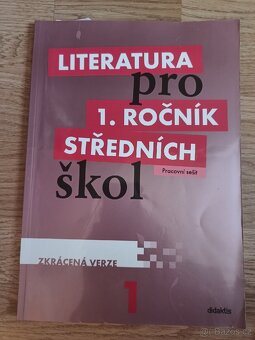 LITERATURA
pro
1. ROČNÍK
STŘEDNÍCH
Pracovní sešit
škol
ZKRÁCENÁ VERZE
1
didaktis